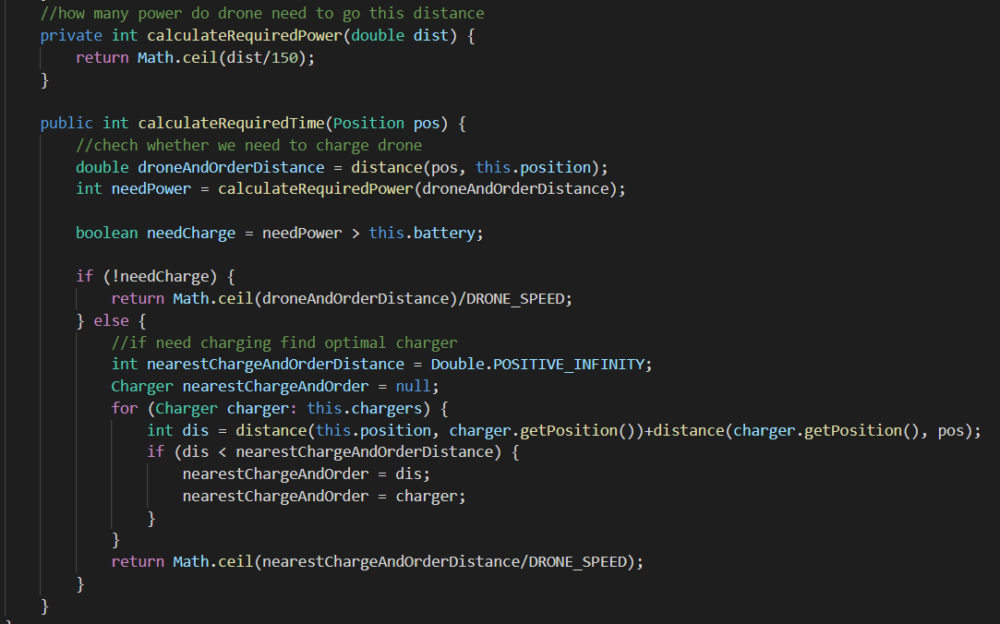 //how many power do drone need to go this distance
private int calculateRequiredPower(double dist) {
    return Math.ceil(dist/150);
}

public int calculateRequiredTime(Position pos) {
    //chech whether we need to charge drone
    double droneAndOrderDistance = distance(pos, this.position);
    int needPower = calculateRequiredPower(droneAndOrderDistance);

    boolean needCharge = needPower > this.battery;

    if (!needCharge) {
        return Math.ceil(droneAndOrderDistance)/DRONE_SPEED;
    } else {
        //if need charging find optimal charger
        int nearestChargeAndOrderDistance = Double.POSITIVE_INFINITY;
        Charger nearestChargeAndOrder = null;
        for (Charger charger: this.chargers) {
            int dis = distance(this.position, charger.getPosition())+distance(charger.getPosition(), pos);
            if (dis < nearestChargeAndOrderDistance) {
                nearestChargeAndOrder = dis;
                nearestChargeAndOrder = charger;
            }
        }
        return Math.ceil(nearestChargeAndOrderDistance/DRONE_SPEED);
    }
}